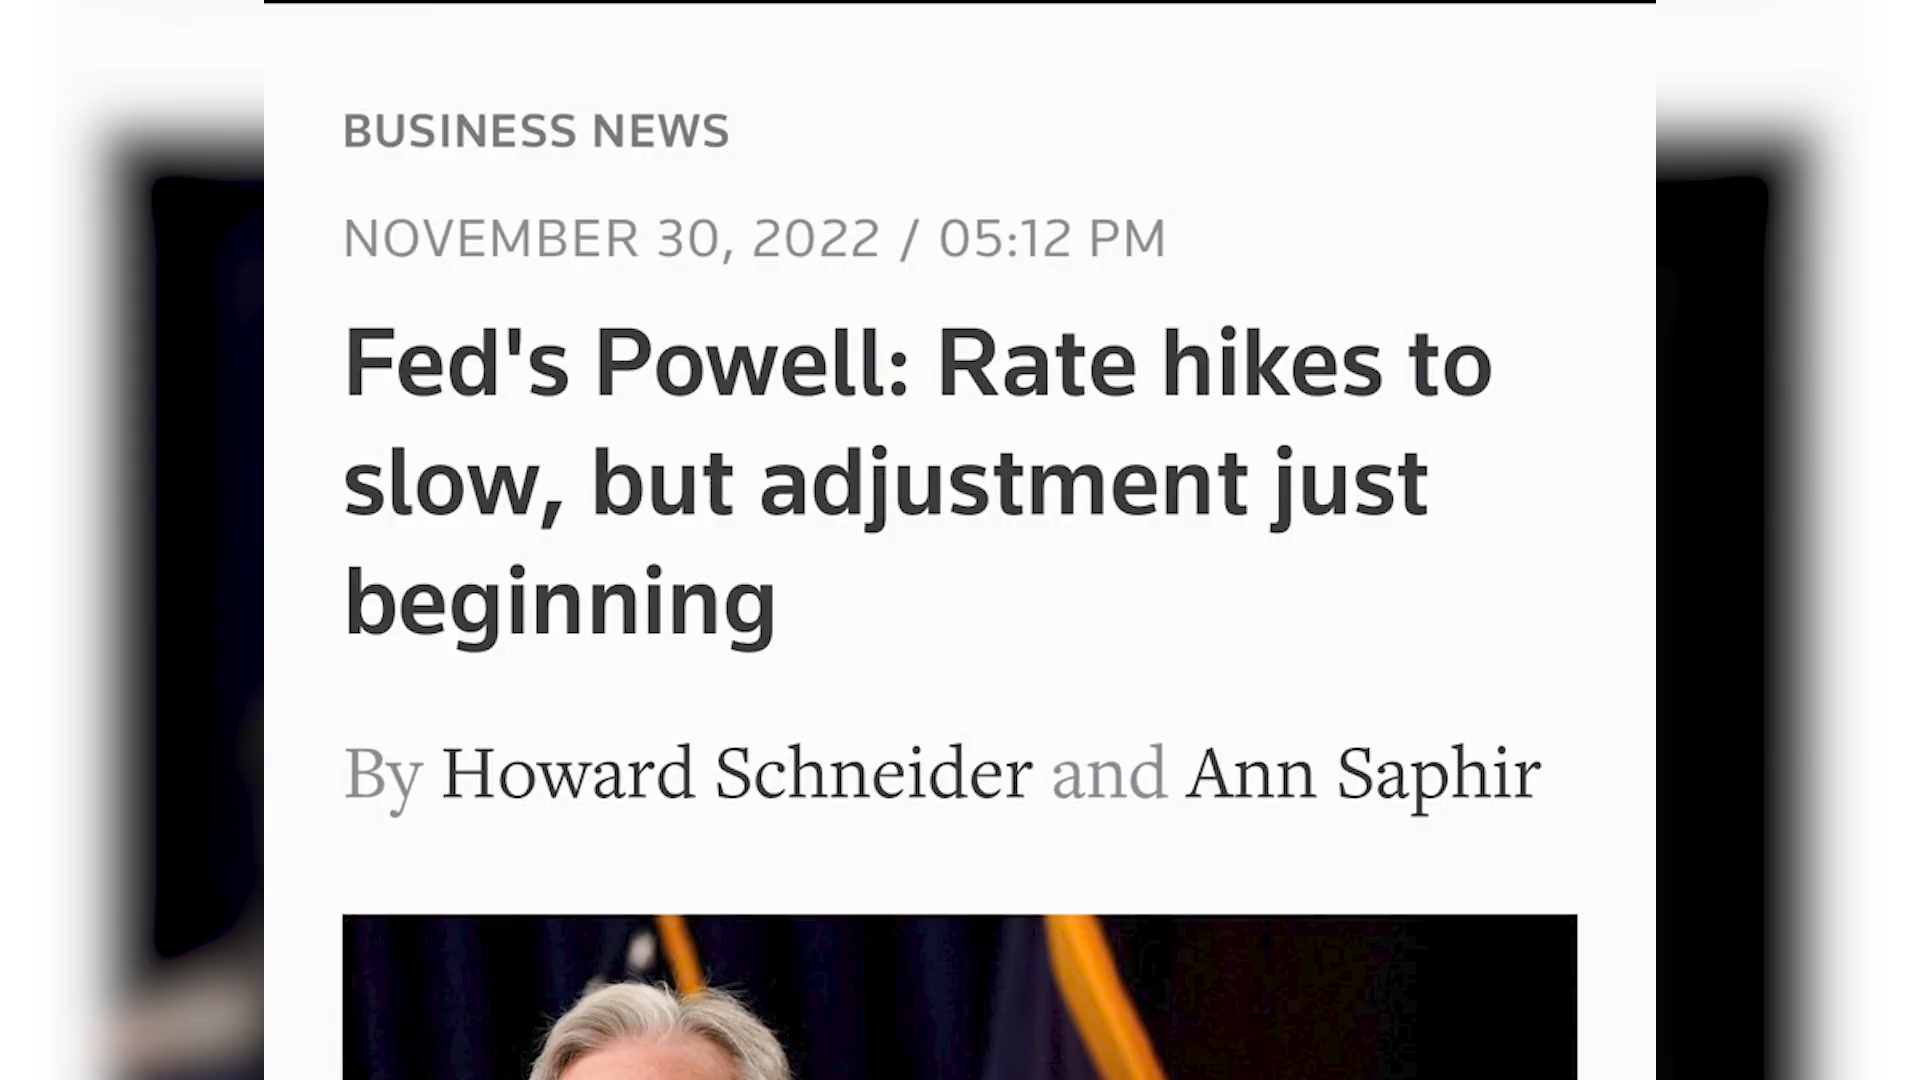 BUSINESS NEWS
NOVEMBER 30, 2022 / 05:12 PM
Fed's Powell: Rate hikes to
slow, but adjustment just
beginning
By Howard Schneider and Ann Saphir